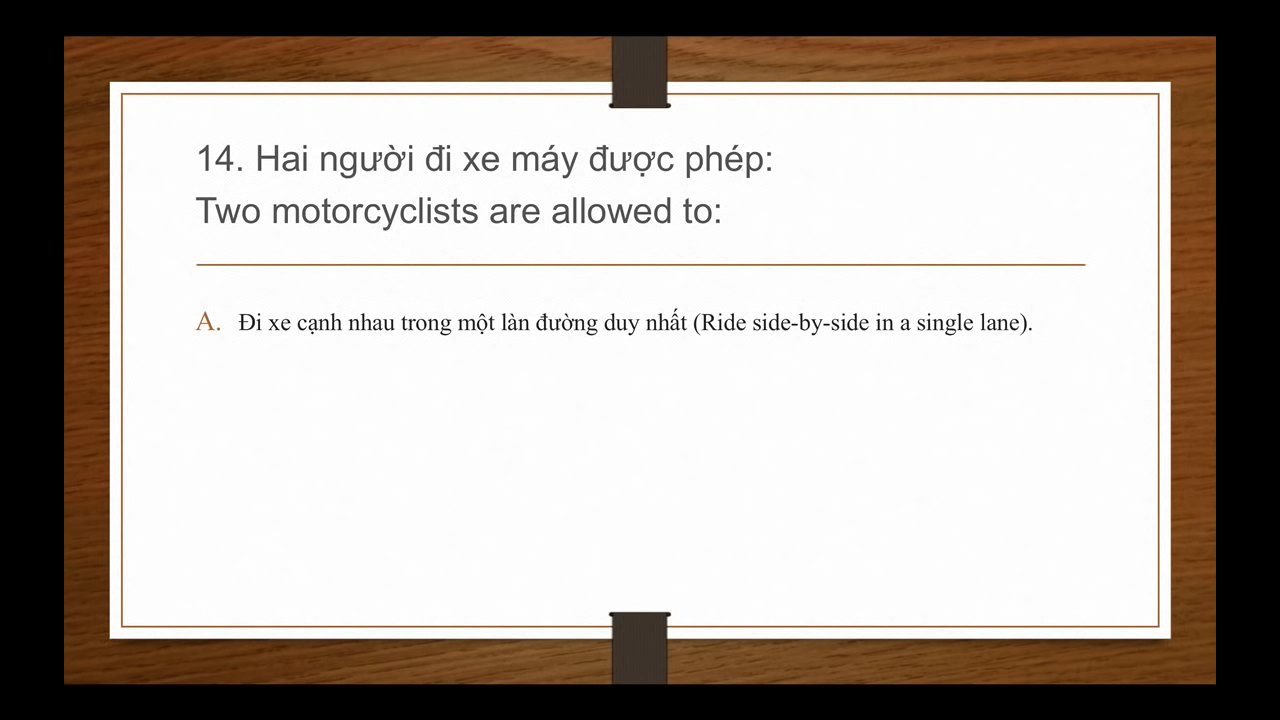 14. Hai người đi xe máy được phép:
Two motorcyclists are allowed to:
A. Đi xe cạnh nhau trong một làn đường duy nhất (Ride side-by-side in a single lane).